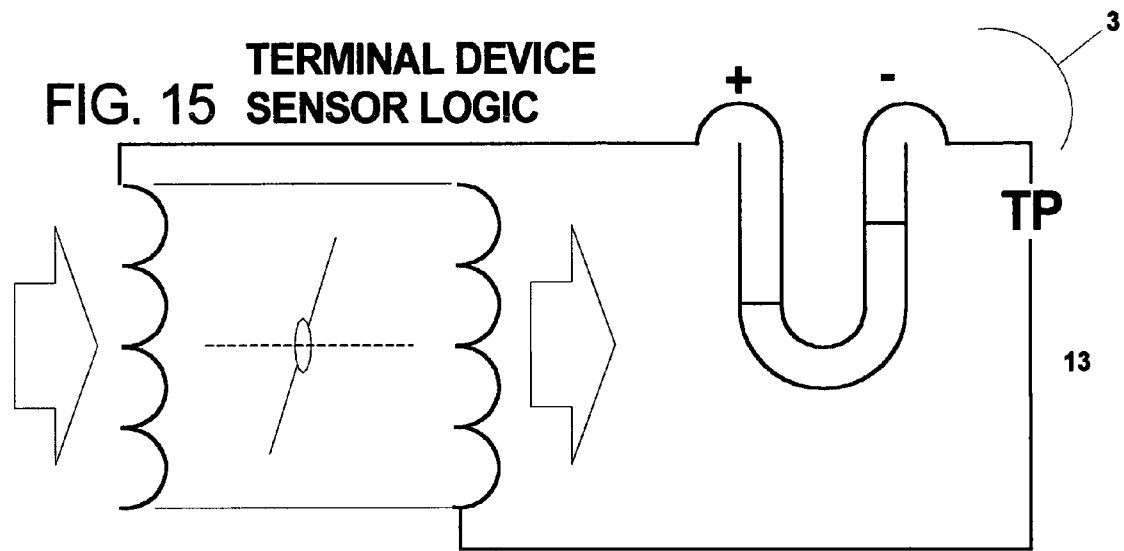 3
TERMINAL DEVICE
FIG. 15 SENSOR LOGIC
+ -
TP
13